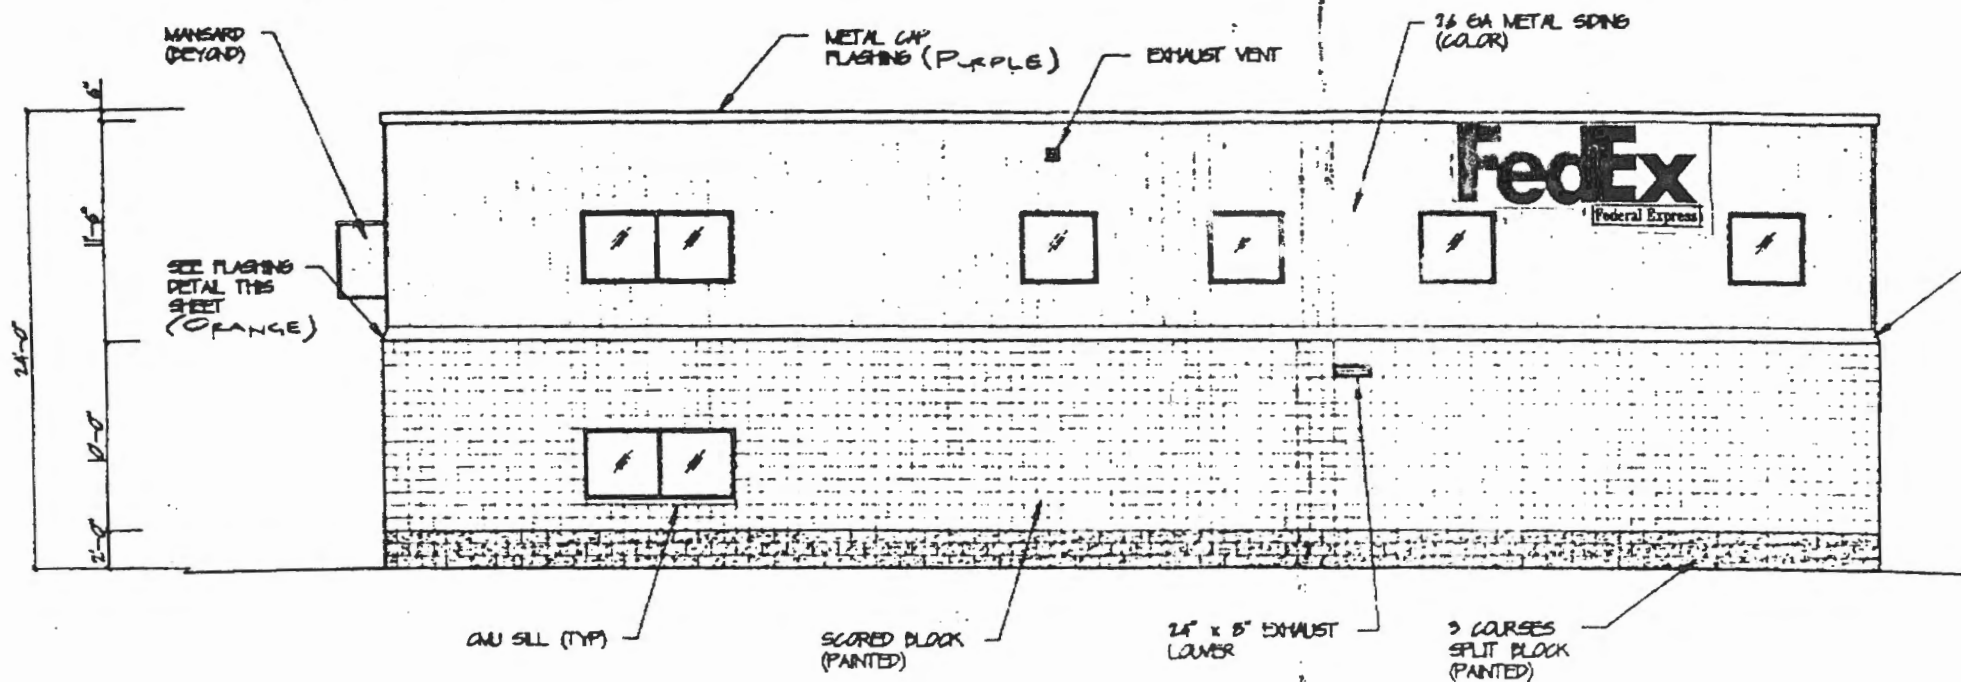 MANSARD
(BEYOND)
METAL CAP
FLASHING (PURPLE)
EXHAUST VENT
26 GA METAL SIDING
(COLOR)
6"
FedEx
Federal Express
11'-6"
SEE FLASHING
DETAIL THIS
SHEET
(ORANGE)
24'-0"
10'-0"
2'-0"
CMU SILL (TYP)
SCORED BLOCK
(PAINTED)
24" x 8" EXHAUST
LOUVER
3 COURSES
SPLIT BLOCK
(PAINTED)